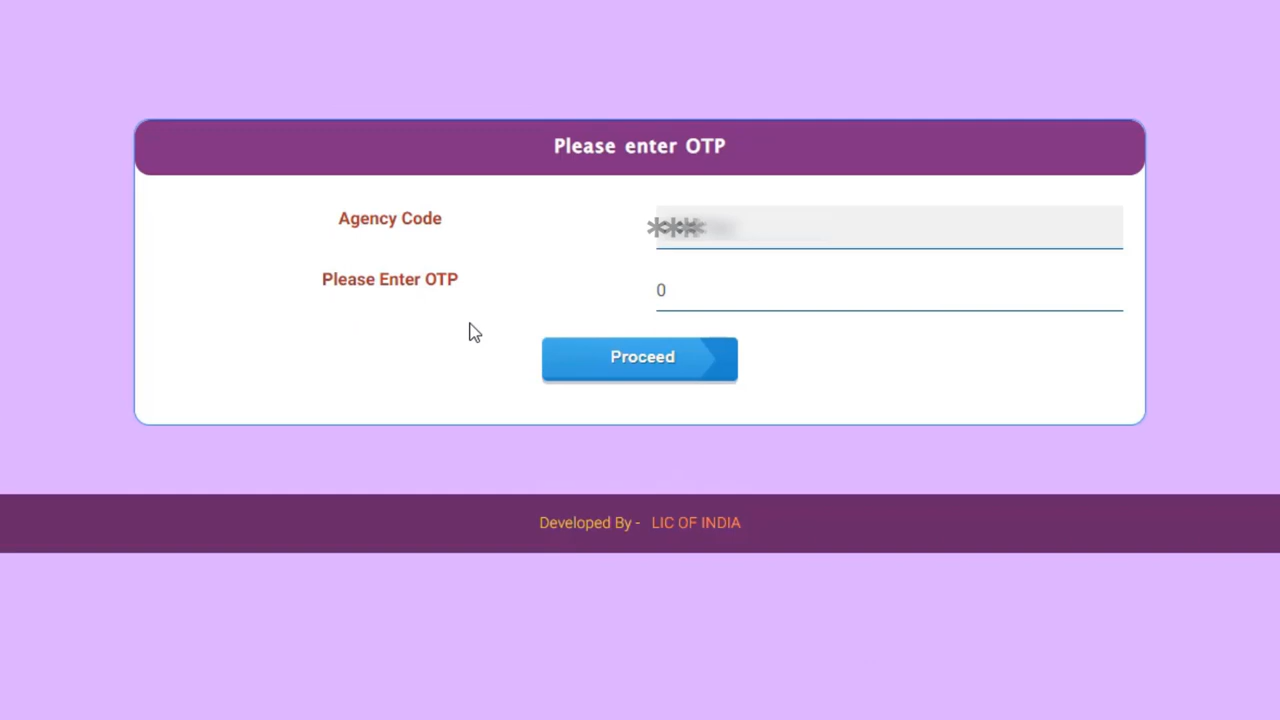 Please enter OTP
Agency Code
***
Please Enter OTP
0
Proceed
Developed By - LIC OF INDIA